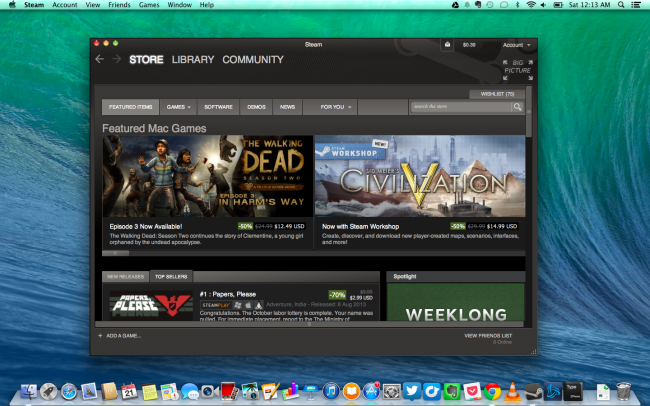 Steam Account View Friends Games Window Help
Sat 12:13 AM
Steam
$0.30 Account
STORE LIBRARY COMMUNITY
BIG
PICTURE
WISHLIST (75)
FEATURED ITEMS GAMES SOFTWARE DEMOS NEWS FOR YOU search the store
Featured Mac Games
THE WALKING
DEAD
SEASON TWO
EPISODE 3
IN HARM'S WAY
STEAM
WORKSHOP
NEW!
SID MEIER'S
CIVILIZATION
V
Episode 3 Now Available! -50% $24.99 $12.49 USD
The Walking Dead: Season Two continues the story of Clementine, a young girl
orphaned by the undead apocalypse.
Now with Steam Workshop -50% $29.99 $14.99 USD
Create, discover, and download new player-created maps, scenarios, interfaces,
and more!
NEW RELEASES TOP SELLERS
Spotlight
PAPERS,
PLEASE
#1 : Papers, Please
-70% $9.99
$2.99 USD
STEAMPLAY Adventure, Indie - Released: 8 Aug 2013
Congratulations. The October labor lottery is complete. Your name was
pulled. For immediate placement, report to the Ministry of
WEEKLONG
+ ADD A GAME...
VIEW FRIENDS LIST
0 Online
21
Type